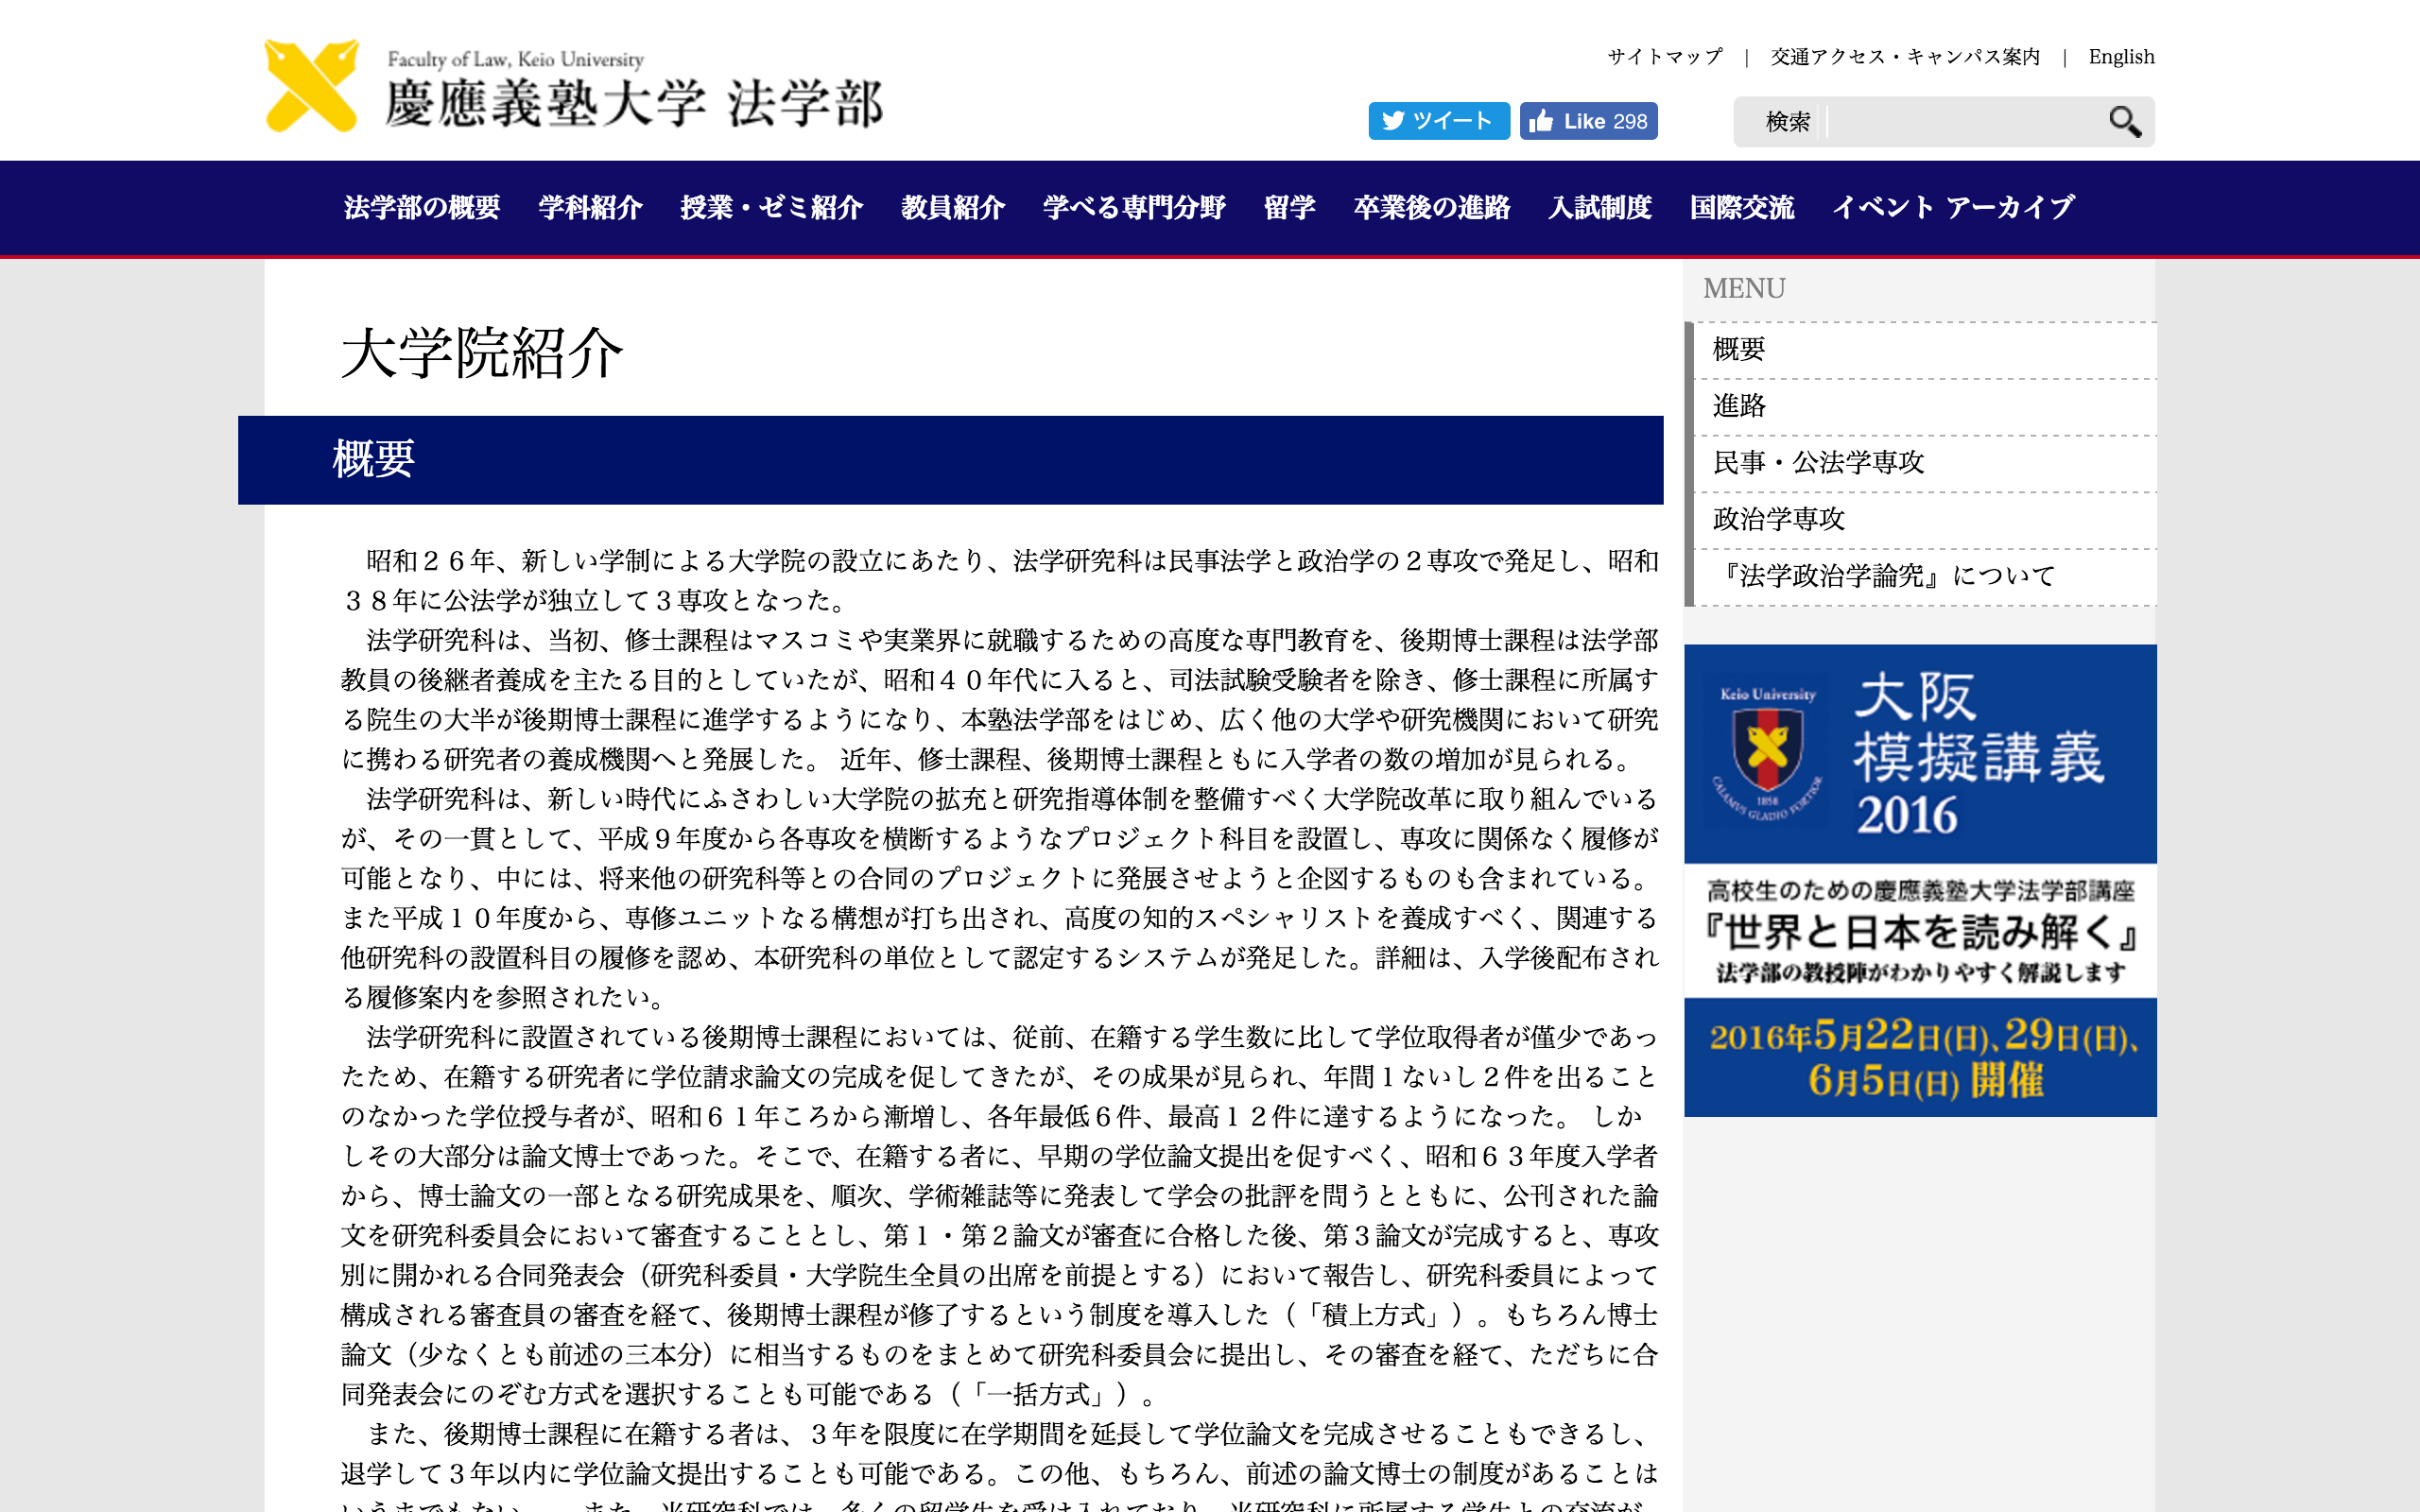 Faculty of Law, Keio University
慶應義塾大学 法学部
サイトマップ | 交通アクセス・キャンパス案内 | English
ツイート
Like 298
検索
法学部の概要 学科紹介 授業・ゼミ紹介 教員紹介 学べる専門分野 留学 卒業後の進路 入試制度 国際交流 イベント アーカイブ
大学院紹介
概要
昭和２６年、新しい学制による大学院の設立にあたり、法学研究科は民事法学と政治学の２専攻で発足し、昭和
３８年に公法学が独立して３専攻となった。
法学研究科は、当初、修士課程はマスコミや実業界に就職するための高度な専門教育を、後期博士課程は法学部
教員の後継者養成を主たる目的としていたが、昭和４０年代に入ると、司法試験受験者を除き、修士課程に所属す
る院生の大半が後期博士課程に進学するようになり、本塾法学部をはじめ、広く他の大学や研究機関において研究
に携わる研究者の養成機関へと発展した。 近年、修士課程、後期博士課程ともに入学者の数の増加が見られる。
法学研究科は、新しい時代にふさわしい大学院の拡充と研究指導体制を整備すべく大学院改革に取り組んでいる
が、その一貫として、平成９年度から各専攻を横断するようなプロジェクト科目を設置し、専攻に関係なく履修が
可能となり、中には、将来他の研究科等との合同のプロジェクトに発展させようと企図するものも含まれている。
また平成１０年度から、専修ユニットなる構想が打ち出され、高度の知的スペシャリストを養成すべく、関連する
他研究科の設置科目の履修を認め、本研究科の単位として認定するシステムが発足した。詳細は、入学後配布され
る履修案内を参照されたい。
法学研究科に設置されている後期博士課程においては、従前、在籍する学生数に比して学位取得者が僅少であっ
たため、在籍する研究者に学位請求論文の完成を促してきたが、その成果が見られ、年間１ないし２件を出ること
のなかった学位授与者が、昭和６１年ころから漸増し、各年最低６件、最高１２件に達するようになった。 しか
しその大部分は論文博士であった。そこで、在籍する者に、早期の学位論文提出を促すべく、昭和６３年度入学者
から、博士論文の一部となる研究成果を、順次、学術雑誌等に発表して学会の批評を問うとともに、公刊された論
文を研究科委員会において審査することとし、第１・第２論文が審査に合格した後、第３論文が完成すると、専攻
別に開かれる合同発表会（研究科委員・大学院生全員の出席を前提とする）において報告し、研究科委員によって
構成される審査員の審査を経て、後期博士課程が修了するという制度を導入した（「積上方式」）。もちろん博士
論文（少なくとも前述の三本分）に相当するものをまとめて研究科委員会に提出し、その審査を経て、ただちに合
同発表会にのぞむ方式を選択することも可能である（「一括方式」）。
また、後期博士課程に在籍する者は、３年を限度に在学期間を延長して学位論文を完成させることもできるし、
退学して３年以内に学位論文提出することも可能である。この他、もちろん、前述の論文博士の制度があることは
いうまでもない。 また、当研究科では、多くの留学生を受け入れており、当研究科に所属する学生との交流が
MENU
概要
進路
民事・公法学専攻
政治学専攻
『法学政治学論究』について
Keio University
1858
CALAMVS GLADIO FORTIOR
大阪
模擬講義
2016
高校生のための慶應義塾大学法学部講座
『世界と日本を読み解く』
法学部の教授陣がわかりやすく解説します
2016年5月22日(日)、29日(日)、
6月5日(日) 開催